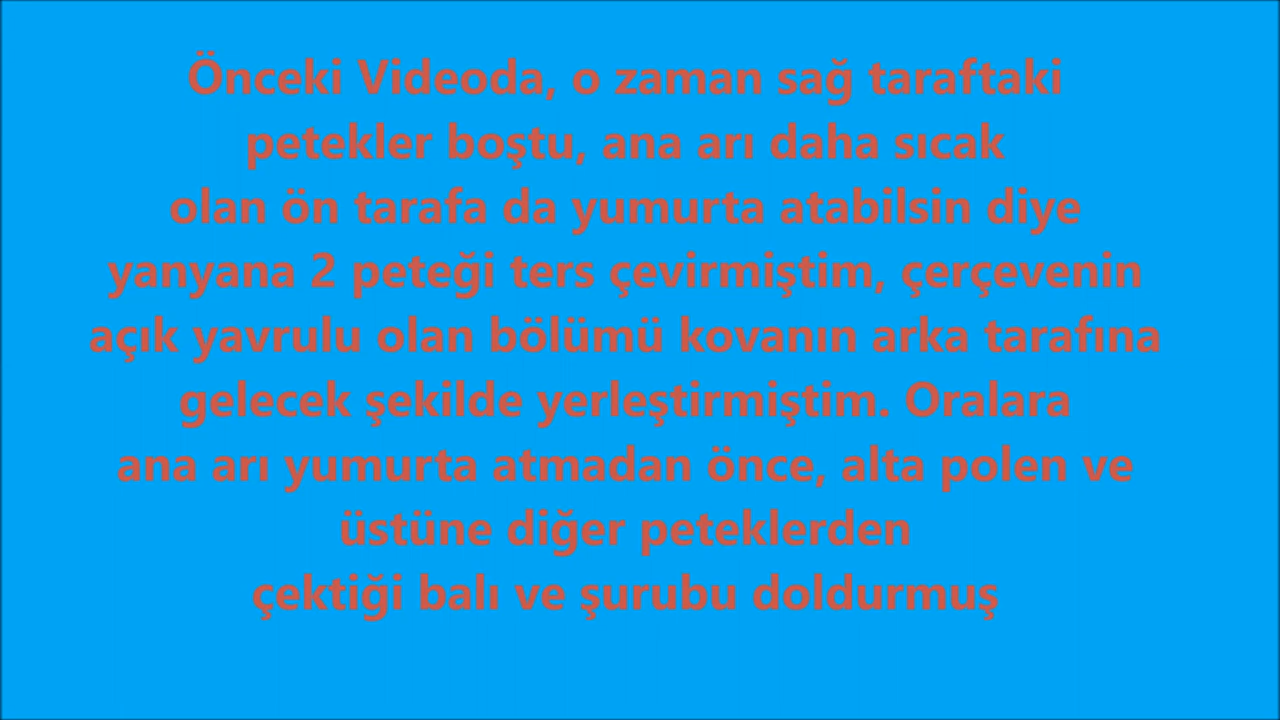 Önceki Videoda, o zaman sağ taraftaki
petekler boştu, ana arı daha sıcak
olan ön tarafa da yumurta atabilsin diye
yanyana 2 peteği ters çevirmiştim, çerçevenin
açık yavrulu olan bölümü kovanın arka tarafına
gelecek şekilde yerleştirmiştim. Oralara
ana arı yumurta atmadan önce, alta polen ve
üstüne diğer peteklerden
çektiği balı ve şurubu doldurmuş